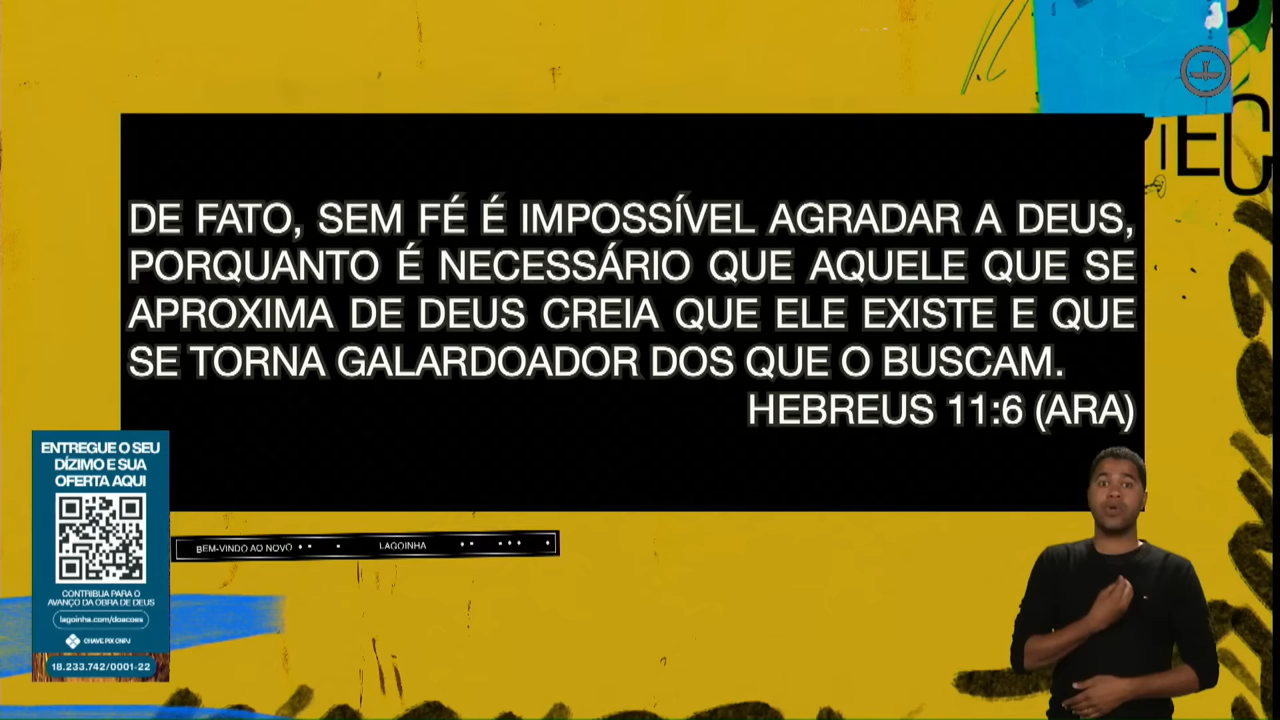 DE FATO, SEM FÉ É IMPOSSÍVEL AGRADAR A DEUS,
PORQUANTO É NECESSÁRIO QUE AQUELE QUE SE
APROXIMA DE DEUS CREIA QUE ELE EXISTE E QUE
SE TORNA GALARDOADOR DOS QUE O BUSCAM.
HEBREUS 11:6 (ARA)
ENTREGUE O SEU
DÍZIMO E SUA
OFERTA AQUI
CONTRIBUA PARA O
AVANÇO DA OBRA DE DEUS
lagoinha.com/doacoes
CHAVE PIX CNPJ
18.233.742/0001-22
BEM-VINDO AO NOVO
LAGOINHA